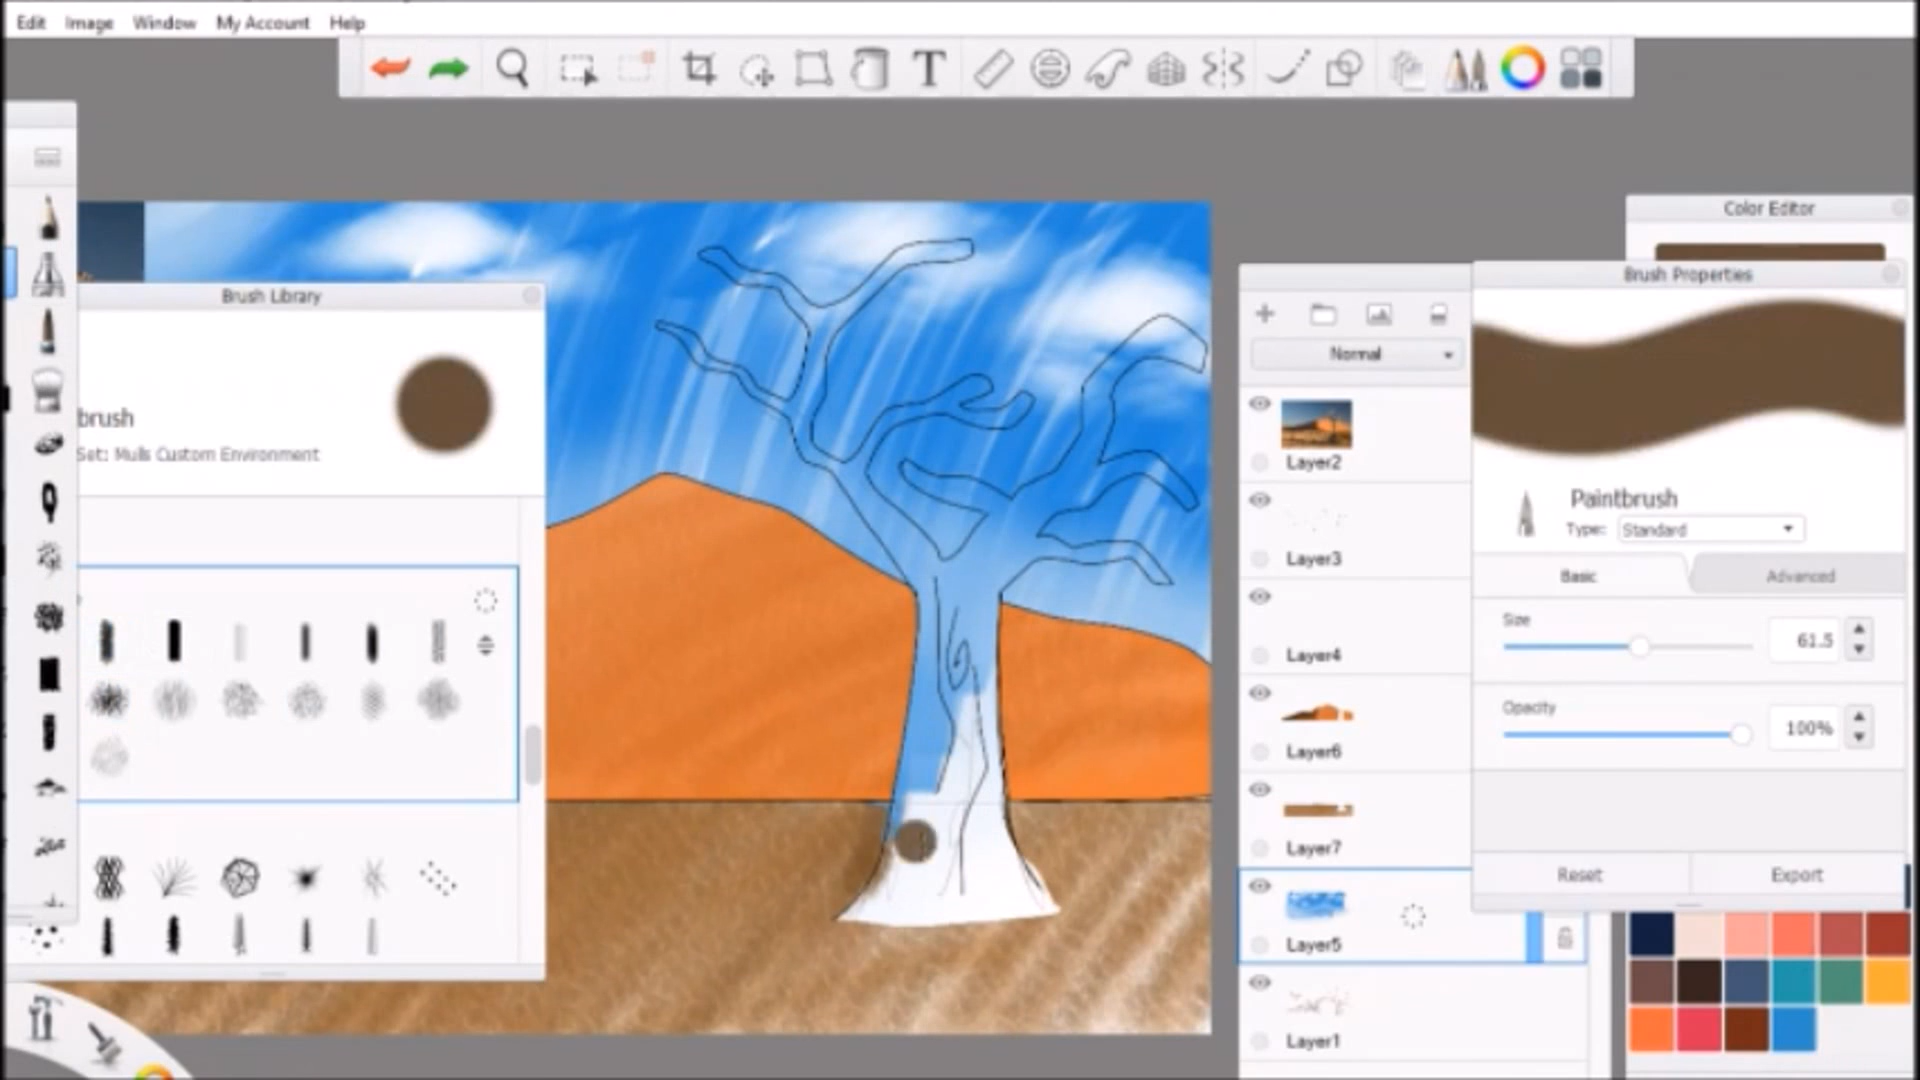 Edit Image Window My Account Help
T
Color Editor
Brush Properties
Brush Library
Normal
brush
Set: Mulls Custom Environment
Layer2
Paintbrush
Type: Standard
Layer3
Basic Advanced
Size
61.5
Layer4
Opacity
100%
Layer6
Layer7
Reset Export
Layer5
Layer1